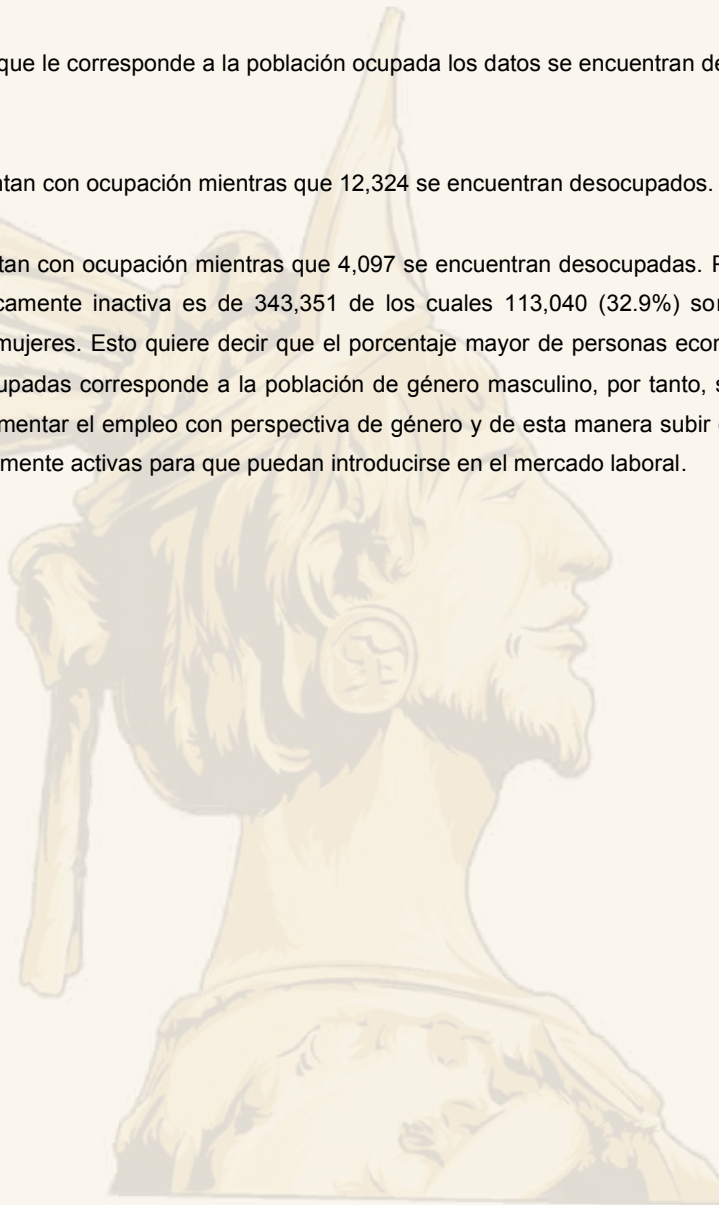 que le corresponde a la población ocupada los datos se encuentran de
tan con ocupación mientras que 12,324 se encuentran desocupados.
tan con ocupación mientras que 4,097 se encuentran desocupadas.
camente inactiva es de 343,351 de los cuales 113,040 (32.9%)
mujeres. Esto quiere decir que el porcentaje mayor de personas
upadas corresponde a la población de género masculino, por tanto,
mentar el empleo con perspectiva de género y de esta manera subir
mente activas para que puedan introducirse en el mercado laboral.